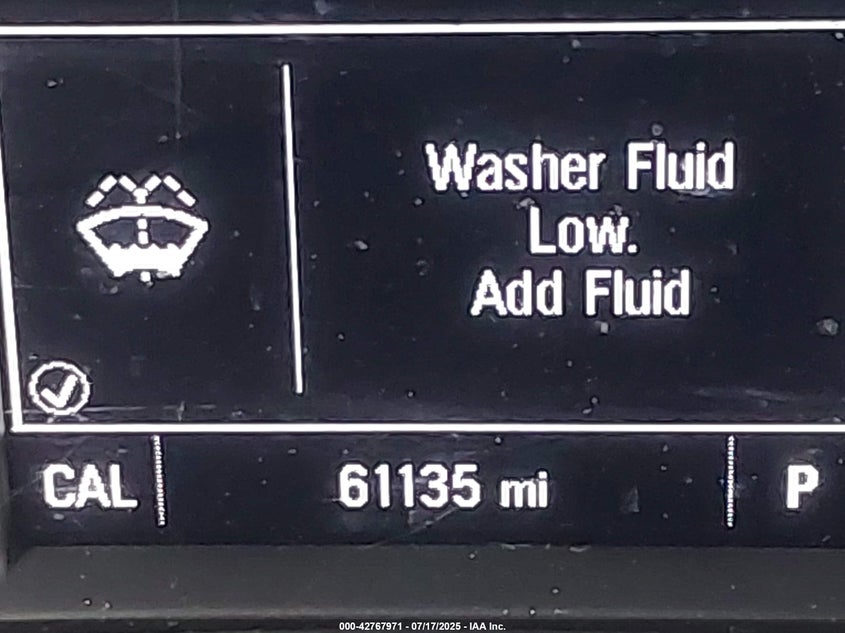 Washer Fluid
Low.
Add Fluid
CAL 61135 mi P
000-42767971 - 07/17/2025 - IAA Inc.